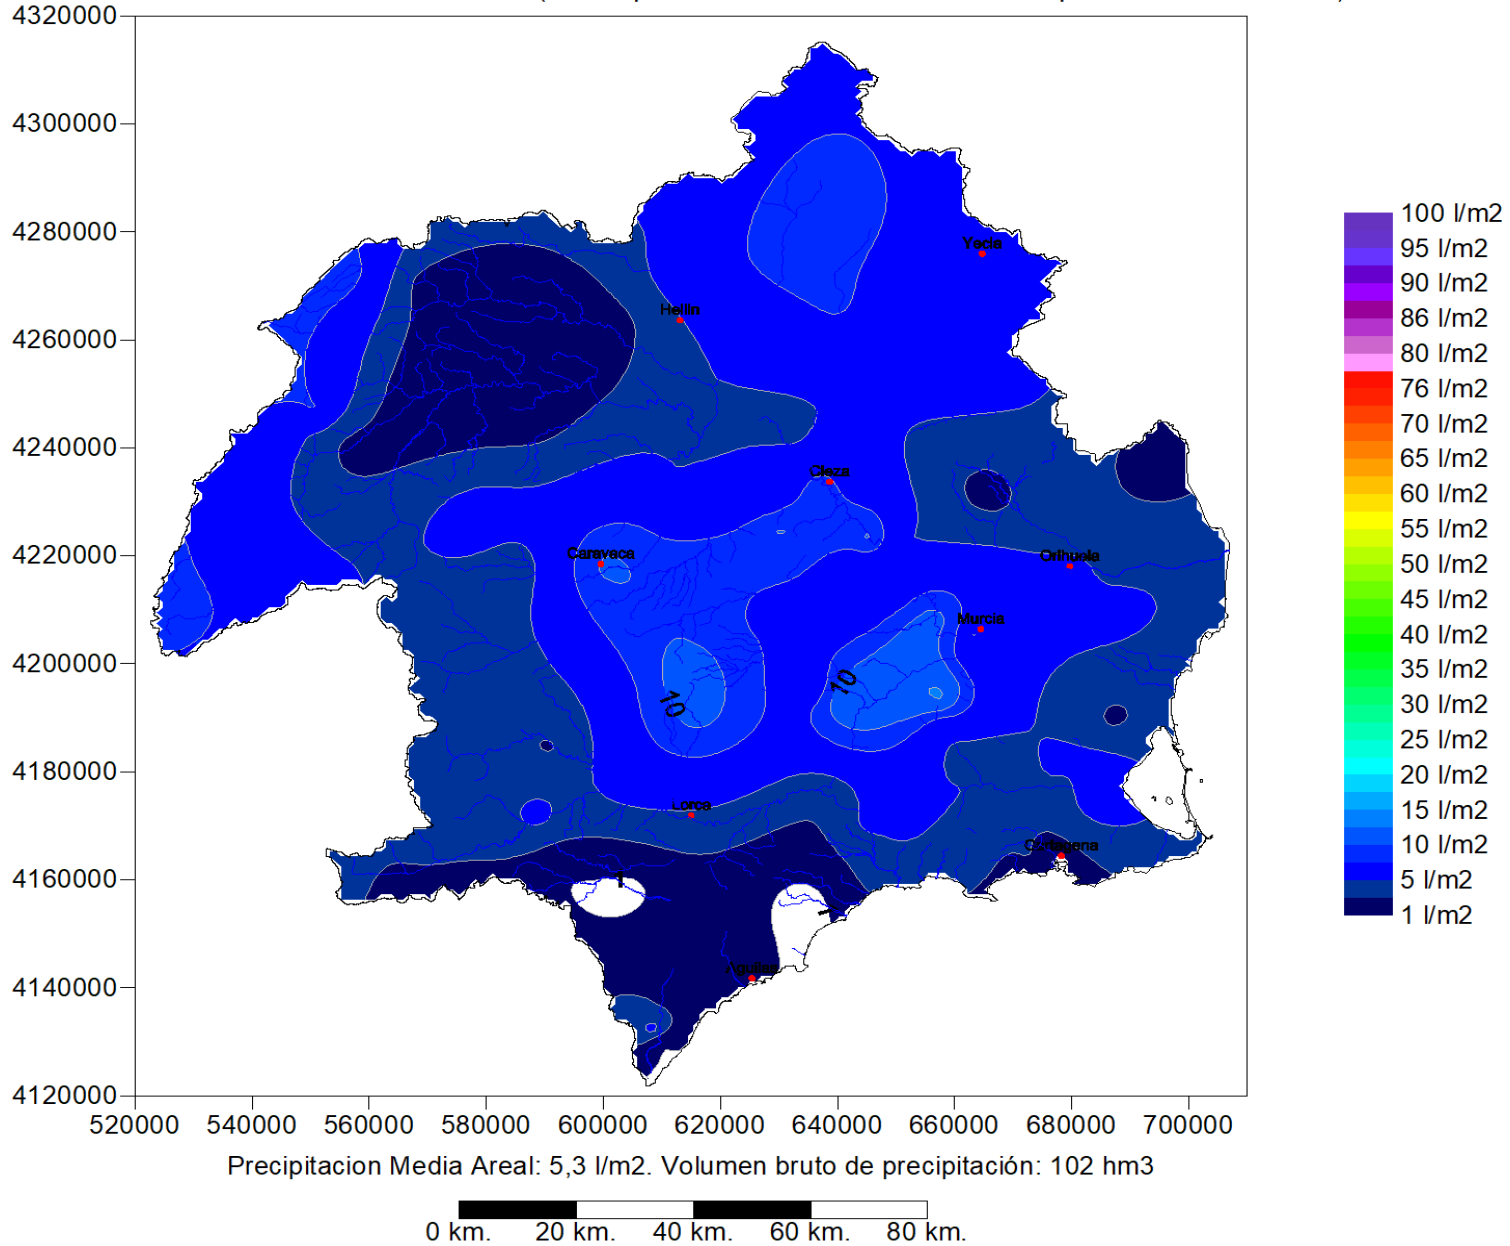 4320000
4300000
4280000
4260000
4240000
4220000
4200000
4180000
4160000
4140000
4120000
520000 540000 560000 580000 600000 620000 640000 660000 680000 700000
Yecla
Hellin
Cieza
Caravaca
Orihuela
Murcia
10
10
Lorca
Cartagena
1
1
Aguilas
100 l/m2
95 l/m2
90 l/m2
86 l/m2
80 l/m2
76 l/m2
70 l/m2
65 l/m2
60 l/m2
55 l/m2
50 l/m2
45 l/m2
40 l/m2
35 l/m2
30 l/m2
25 l/m2
20 l/m2
15 l/m2
10 l/m2
5 l/m2
1 l/m2
Precipitacion Media Areal: 5,3 l/m2. Volumen bruto de precipitación: 102 hm3
0 km. 20 km. 40 km. 60 km. 80 km.